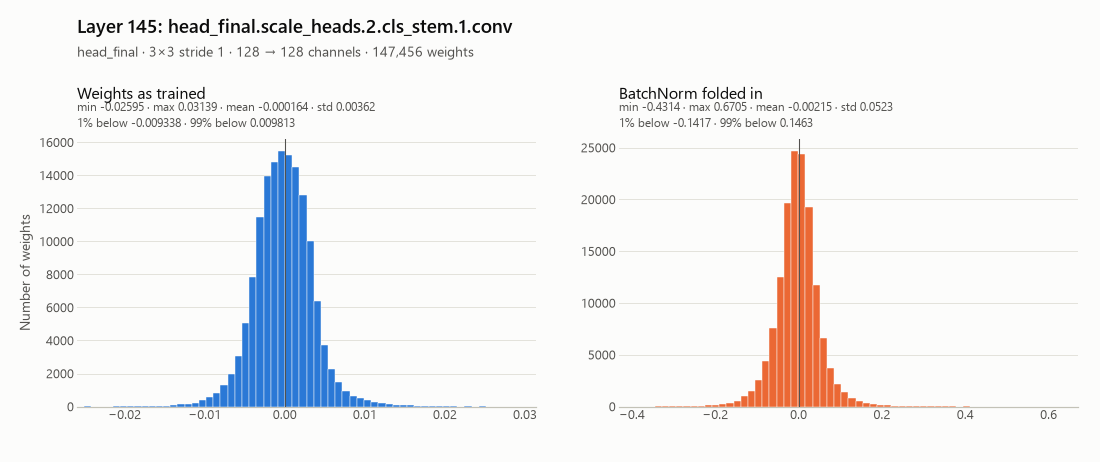 Layer 145: head_final.scale_heads.2.cls_stem.1.conv
head_final · 3×3 stride 1 · 128 → 128 channels · 147,456 weights
Weights as trained
min -0.02595 · max 0.03139 · mean -0.000164 · std 0.00362
1% below -0.009338 · 99% below 0.009813
Number of weights
16000
14000
12000
10000
8000
6000
4000
2000
0
-0.02 -0.01 0.00 0.01 0.02 0.03
BatchNorm folded in
min -0.4314 · max 0.6705 · mean -0.00215 · std 0.0523
1% below -0.1417 · 99% below 0.1463
25000
20000
15000
10000
5000
0
-0.4 -0.2 0.0 0.2 0.4 0.6